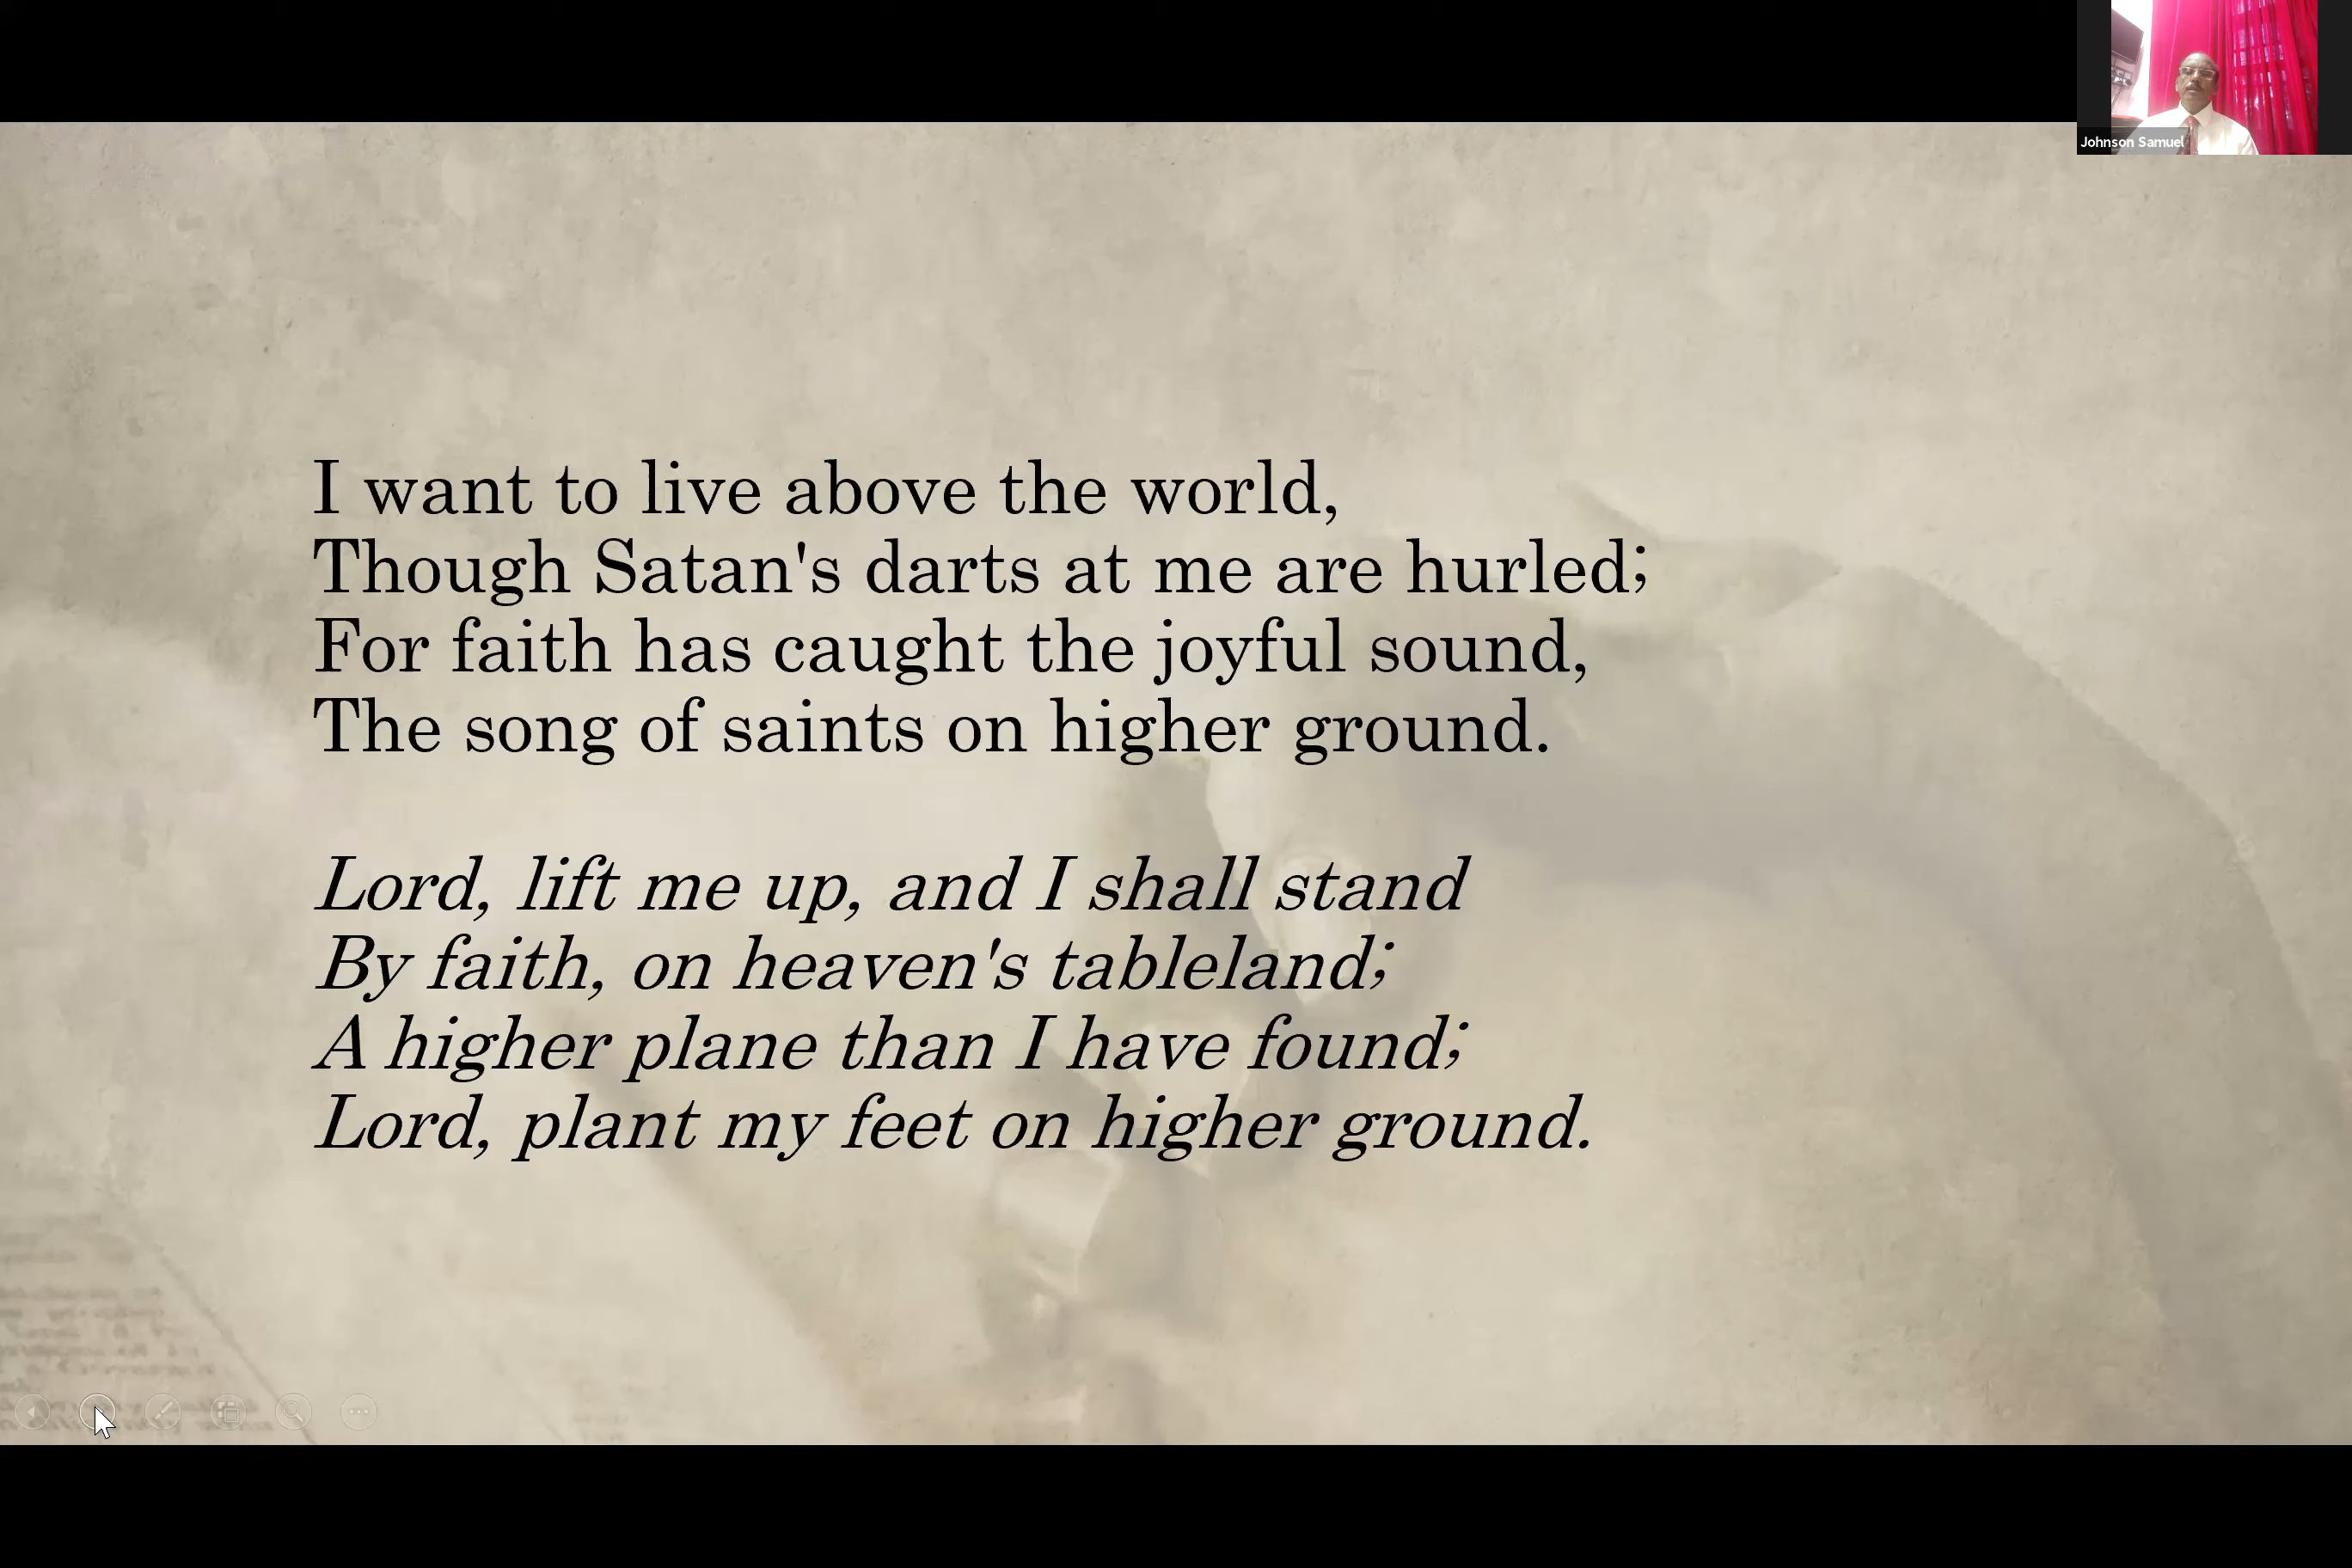 Johnson Samuel
I want to live above the world,
Though Satan's darts at me are hurled;
For faith has caught the joyful sound,
The song of saints on higher ground.
Lord, lift me up, and I shall stand
By faith, on heaven's tableland;
A higher plane than I have found;
Lord, plant my feet on higher ground.